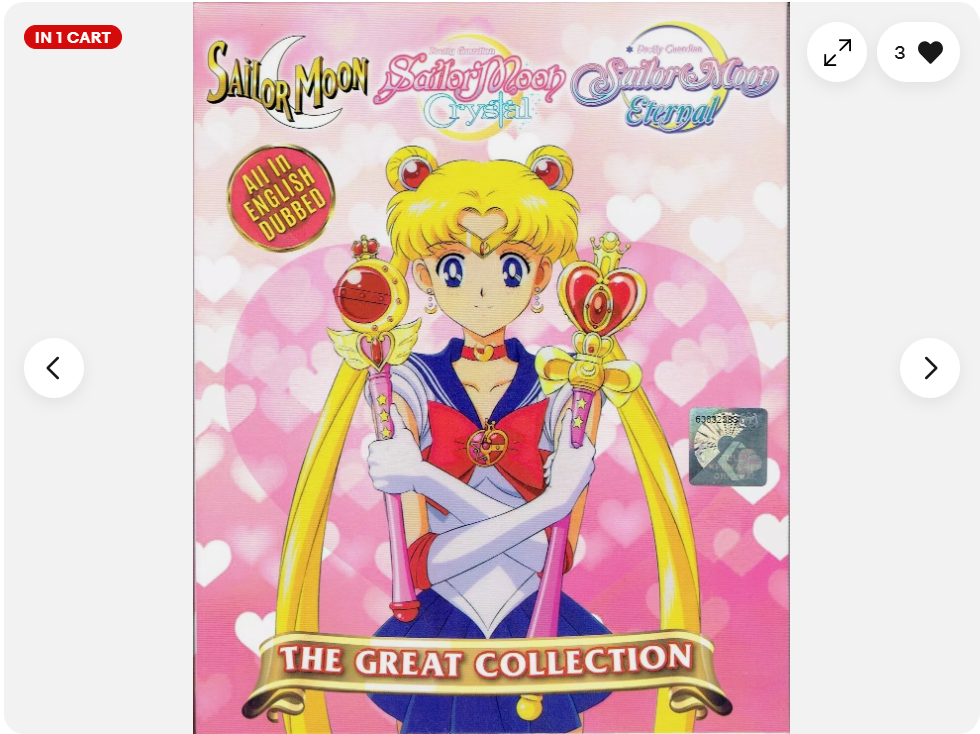 IN 1 CART
3
SAILOR MOON
Pretty Guardian
Sailor Moon
Crystal
Pretty Guardian
Sailor Moon
Eternal
All In
ENGLISH
DUBBED
ORIGINAL
THE GREAT COLLECTION